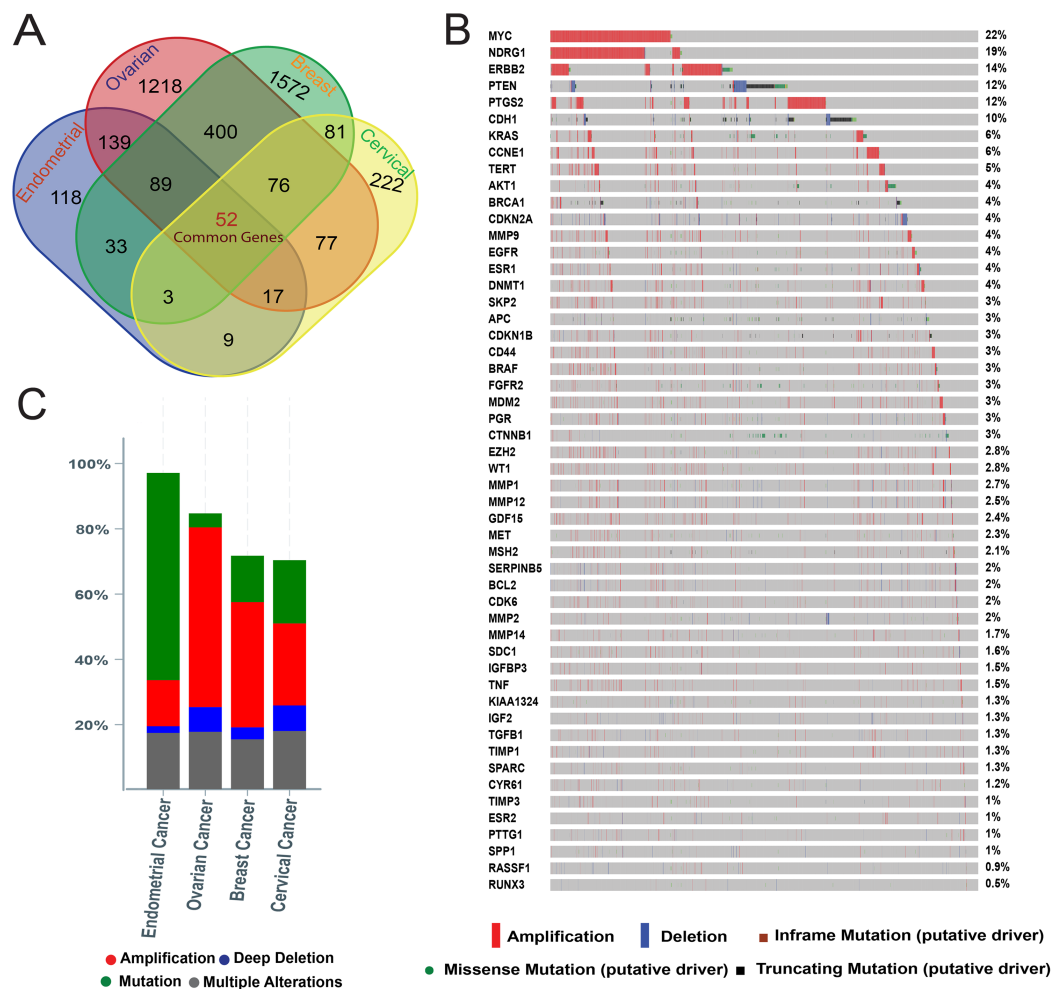 A
Ovarian
1218
Breast
1572
Endometrial
139
400
81
Cervical
118
89
76
222
52
Common Genes
33
77
3
17
9
B
MYC 22%
NDRG1 19%
ERBB2 14%
PTEN 12%
PTGS2 12%
CDH1 10%
KRAS 6%
CCNE1 6%
TERT 5%
AKT1 4%
BRCA1 4%
CDKN2A 4%
MMP9 4%
EGFR 4%
ESR1 4%
DNMT1 4%
SKP2 3%
APC 3%
CDKN1B 3%
CD44 3%
BRAF 3%
FGFR2 3%
MDM2 3%
PGR 3%
CTNNB1 3%
EZH2 2.8%
WT1 2.8%
MMP1 2.7%
MMP12 2.5%
GDF15 2.4%
MET 2.3%
MSH2 2.1%
SERPINB5 2%
BCL2 2%
CDK6 2%
MMP2 2%
MMP14 1.7%
SDC1 1.6%
IGFBP3 1.5%
TNF 1.5%
KIAA1324 1.3%
IGF2 1.3%
TGFB1 1.3%
TIMP1 1.3%
SPARC 1.3%
CYR61 1.2%
TIMP3 1%
ESR2 1%
PTTG1 1%
SPP1 1%
RASSF1 0.9%
RUNX3 0.5%
Amplification Deletion Inframe Mutation (putative driver)
Missense Mutation (putative driver) Truncating Mutation (putative driver)
C
100%
80%
60%
40%
20%
Endometrial Cancer
Ovarian Cancer
Breast Cancer
Cervical Cancer
Amplification Deep Deletion
Mutation Multiple Alterations